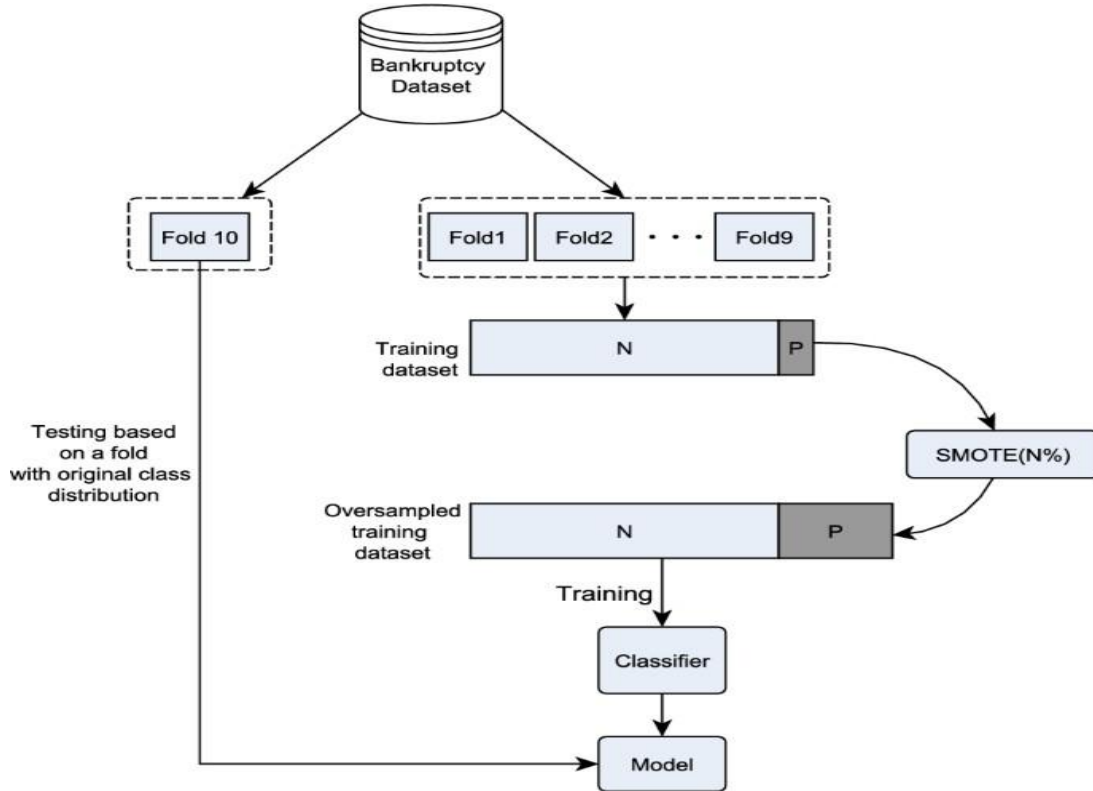 Bankruptcy
Dataset
Fold 10
Fold1
Fold2
Fold9
Training
dataset
N
P
Testing based
on a fold
with original class
distribution
SMOTE(N%)
Oversampled
training
dataset
N
P
Training
Classifier
Model